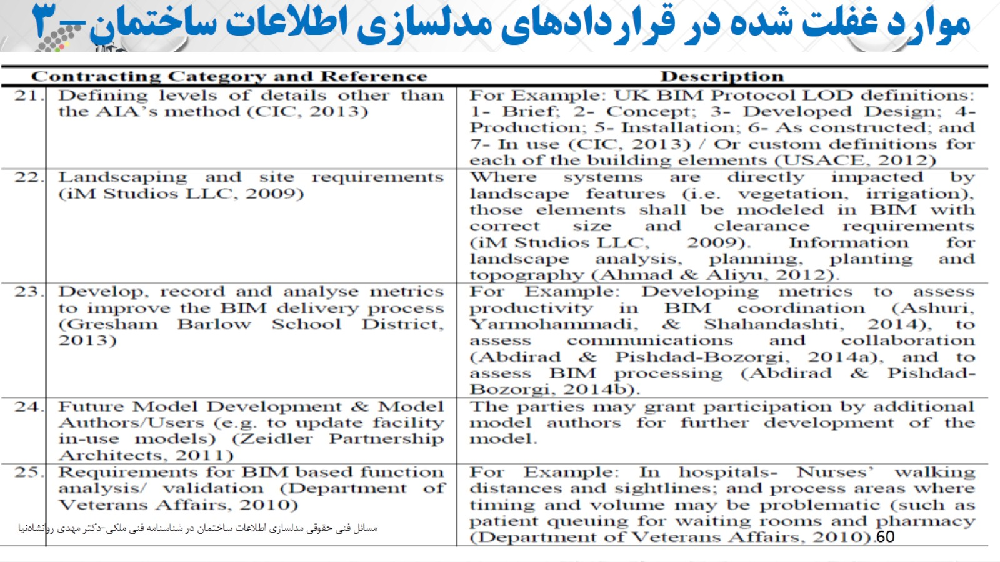 موارد غفلت شده در قراردادهای مدلسازی اطلاعات ساختمان – ۳
Contracting Category and Reference
Description
21. Defining levels of details other than
the AIA's method (CIC, 2013)
For Example: UK BIM Protocol LOD definitions:
1- Brief; 2- Concept; 3- Developed Design; 4-
Production; 5- Installation; 6- As constructed; and
7- In use (CIC, 2013) / Or custom definitions for
each of the building elements (USACE, 2012)
22. Landscaping and site requirements
(iM Studios LLC, 2009)
Where systems are directly impacted by
landscape features (i.e. vegetation, irrigation),
those elements shall be modeled in BIM with
correct size and clearance requirements
(iM Studios LLC, 2009). Information for
landscape analysis, planning, planting and
topography (Ahmad & Aliyu, 2012).
23. Develop, record and analyse metrics
to improve the BIM delivery process
(Gresham Barlow School District,
2013)
For Example: Developing metrics to assess
productivity in BIM coordination (Ashuri,
Yarmohammadi, & Shahandashti, 2014), to
assess communications and collaboration
(Abdirad & Pishdad-Bozorgi, 2014a), and to
assess BIM processing (Abdirad & Pishdad-
Bozorgi, 2014b).
24. Future Model Development & Model
Authors/Users (e.g. to update facility
in-use models) (Zeidler Partnership
Architects, 2011)
The parties may grant participation by additional
model authors for further development of the
model.
25. Requirements for BIM based function
analysis/ validation (Department of
Veterans Affairs, 2010)
For Example: In hospitals- Nurses' walking
distances and sightlines; and process areas where
timing and volume may be problematic (such as
patient queuing for waiting rooms and pharmacy
(Department of Veterans Affairs, 2010).
مسائل فنی حقوقی مدلسازی اطلاعات ساختمان در شناسنامه فنی ملکی-دکتر مهدی روانشادنیا
60